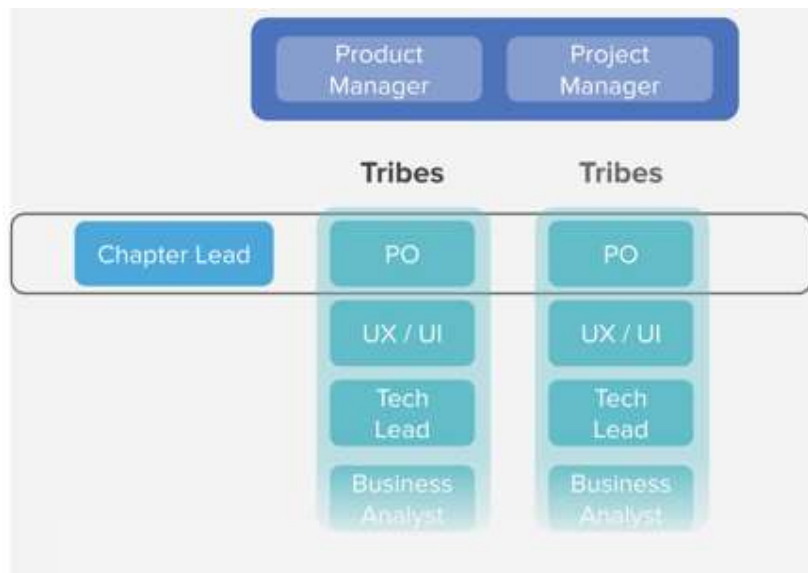 Product
Manager
Project
Manager
Tribes
Tribes
Chapter Lead
PO
PO
UX / UI
UX / UI
Tech
Lead
Tech
Lead
Business
Analyst
Business
Analyst